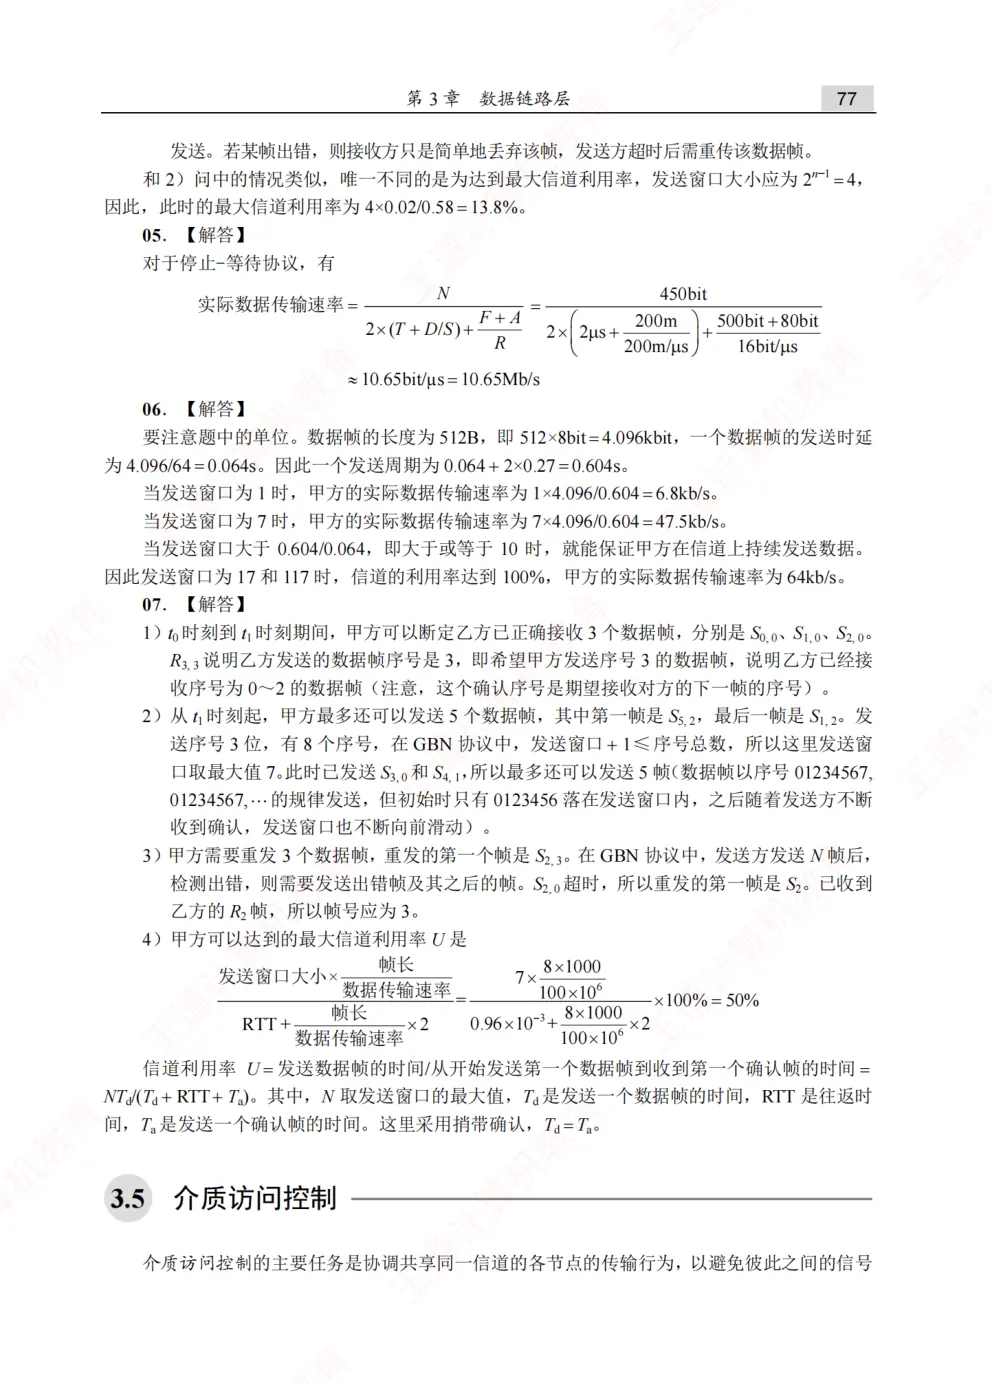 第 3 章　数据链路层
77
发送。若某帧出错，则接收方只是简单地丢弃该帧，发送方超时后需重传该数据帧。
和 2）问中的情况类似，唯一不同的是为达到最大信道利用率，发送窗口大小应为 2ⁿ⁻¹ = 4，
因此，此时的最大信道利用率为 4×0.02/0.58 = 13.8%。
05. 【解答】
对于停止-等待协议，有
实际数据传输速率 = N / (2×(T + D/S) + (F + A)/R) = 450bit / (2×(2μs + 200m/(200m/μs)) + (500bit + 80bit)/(16bit/μs))
≈ 10.65bit/μs = 10.65Mb/s
06. 【解答】
要注意题中的单位。数据帧的长度为 512B，即 512×8bit = 4.096kbit，一个数据帧的发送时延
为 4.096/64 = 0.064s。因此一个发送周期为 0.064 + 2×0.27 = 0.604s。
当发送窗口为 1 时，甲方的实际数据传输速率为 1×4.096/0.604 = 6.8kb/s。
当发送窗口为 7 时，甲方的实际数据传输速率为 7×4.096/0.604 = 47.5kb/s。
当发送窗口大于 0.604/0.064，即大于或等于 10 时，就能保证甲方在信道上持续发送数据。
因此发送窗口为 17 和 117 时，信道的利用率达到 100%，甲方的实际数据传输速率为 64kb/s。
07. 【解答】
1）t₀ 时刻到 t₁ 时刻期间，甲方可以断定乙方已正确接收 3 个数据帧，分别是 S₀,₀、S₁,₀、S₂,₀。
R₃,₃ 说明乙方发送的数据帧序号是 3，即希望甲方发送序号 3 的数据帧，说明乙方已经接
收序号为 0～2 的数据帧（注意，这个确认序号是期望接收对方的下一帧的序号）。
2）从 t₁ 时刻起，甲方最多还可以发送 5 个数据帧，其中第一帧是 S₅,₂，最后一帧是 S₁,₂。发
送序号 3 位，有 8 个序号，在 GBN 协议中，发送窗口 + 1 ≤ 序号总数，所以这里发送窗
口取最大值 7。此时已发送 S₃,₀ 和 S₄,₁，所以最多还可以发送 5 帧（数据帧以序号 01234567,
01234567, … 的规律发送，但初始时只有 0123456 落在发送窗口内，之后随着发送方不断
收到确认，发送窗口也不断向前滑动）。
3）甲方需要重发 3 个数据帧，重发的第一个帧是 S₂,₃。在 GBN 协议中，发送方发送 N 帧后，
检测出错，则需要发送出错帧及其之后的帧。S₂,₀ 超时，所以重发的第一帧是 S₂。已收到
乙方的 R₂ 帧，所以帧号应为 3。
4）甲方可以达到的最大信道利用率 U 是
(发送窗口大小× 帧长/数据传输速率) / (RTT + 帧长/数据传输速率 ×2) = (7× (8×1000)/(100×10⁶)) / (0.96×10⁻³ + (8×1000)/(100×10⁶) ×2) ×100% = 50%
信道利用率 U = 发送数据帧的时间/从开始发送第一个数据帧到收到第一个确认帧的时间 =
NT_d/(T_d + RTT + T_a)。其中，N 取发送窗口的最大值，T_d 是发送一个数据帧的时间，RTT 是往返时
间，T_a 是发送一个确认帧的时间。这里采用捎带确认，T_d = T_a。
3.5 介质访问控制
介质访问控制的主要任务是协调共享同一信道的各节点的传输行为，以避免彼此之间的信号